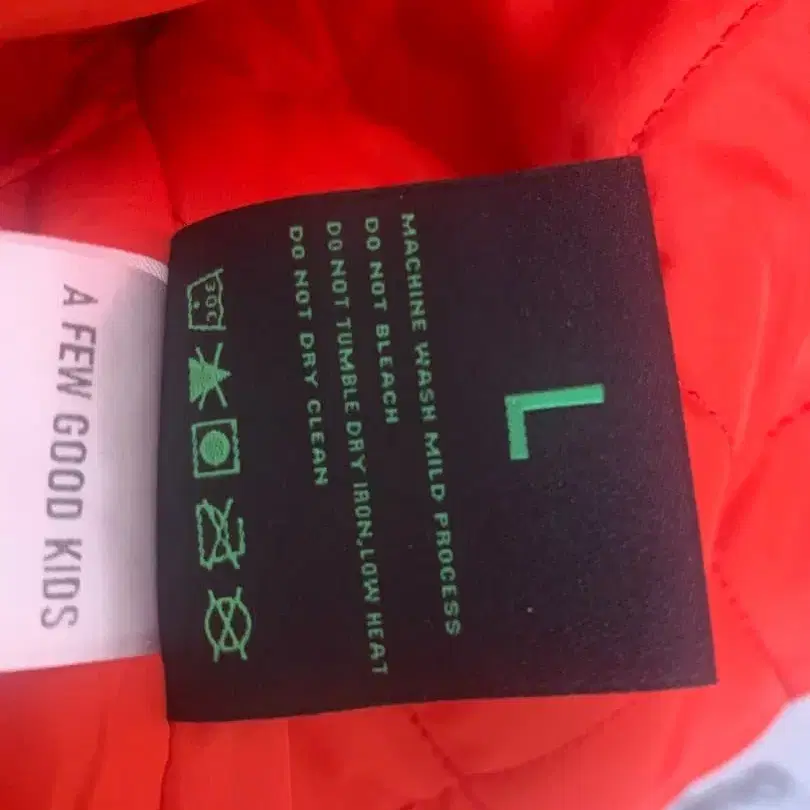 L
MACHINE WASH MILD PROCESS
DO NOT BLEACH
DO NOT TUMBLE DRY IRON,LOW HEAT
DO NOT DRY CLEAN
30C
A FEW GOOD KIDS